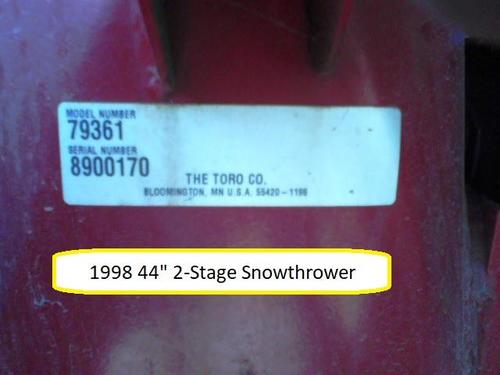 MODEL NUMBER
79361
SERIAL NUMBER
8900170
THE TORO CO.
BLOOMINGTON, MN U.S.A. 55420-1196
1998 44" 2-Stage Snowthrower